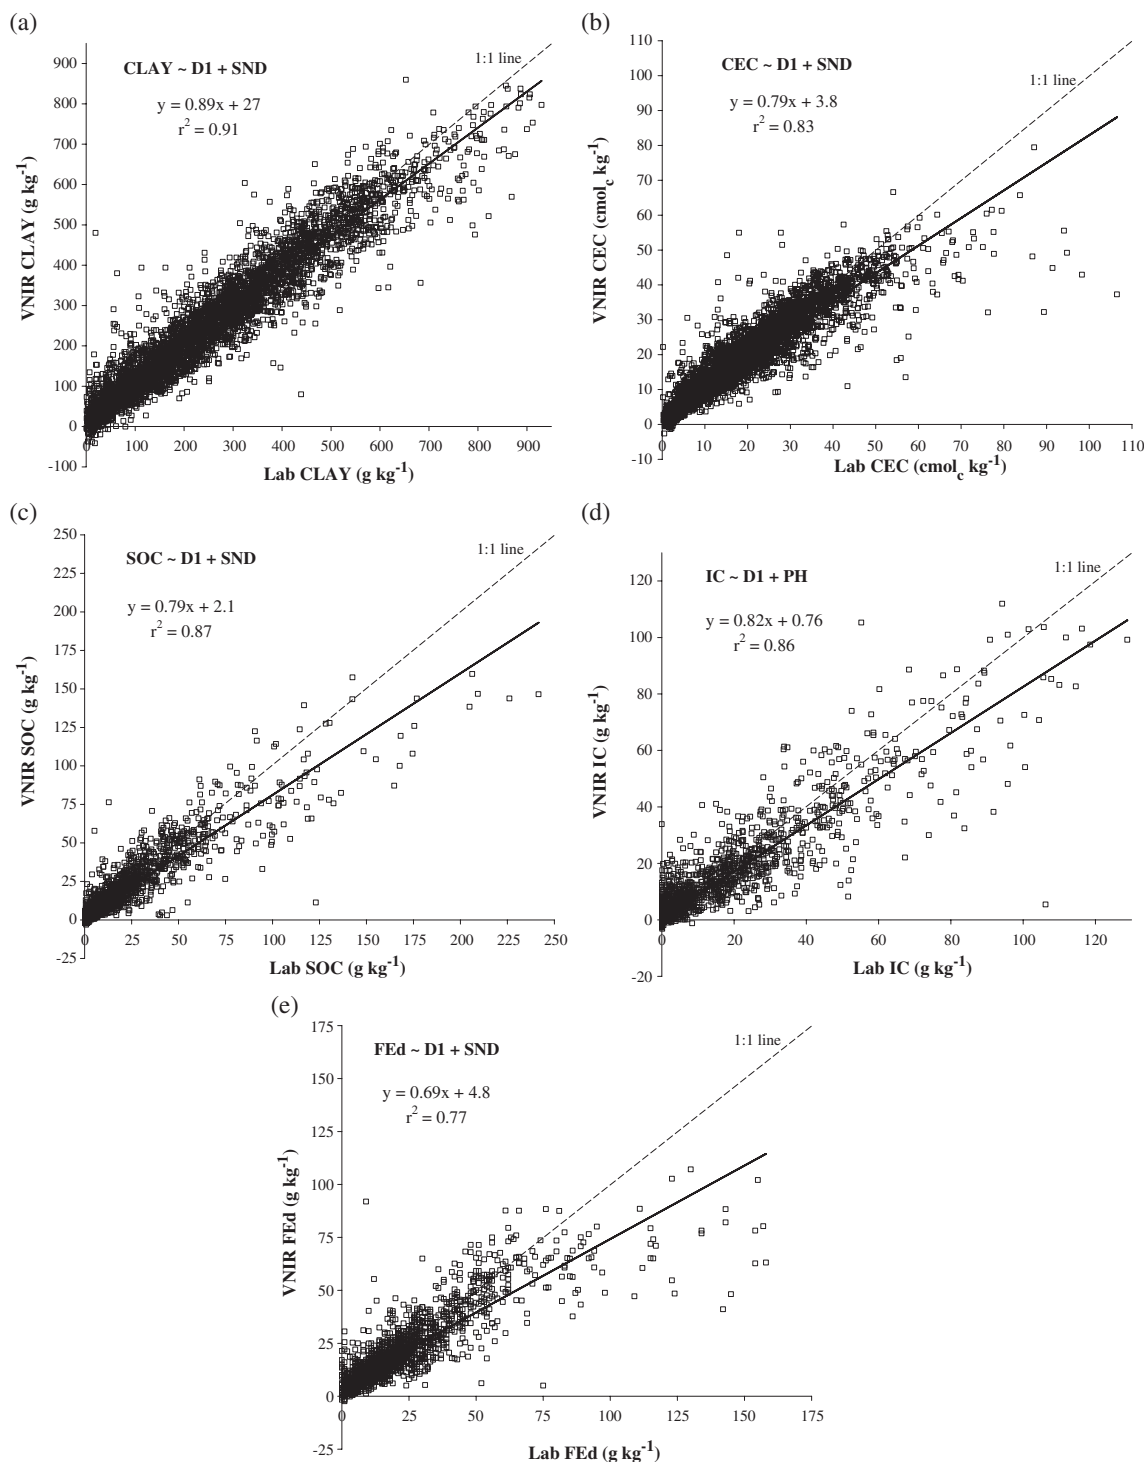 (a)
CLAY ~ D1 + SND
y = 0.89x + 27
r² = 0.91
1:1 line
VNIR CLAY (g kg⁻¹)
900
800
700
600
500
400
300
200
100
0
-100
0 100 200 300 400 500 600 700 800 900
Lab CLAY (g kg⁻¹)
(b)
CEC ~ D1 + SND
y = 0.79x + 3.8
r² = 0.83
1:1 line
VNIR CEC (cmol_c kg⁻¹)
110
100
90
80
70
60
50
40
30
20
10
0
-10
0 10 20 30 40 50 60 70 80 90 100 110
Lab CEC (cmol_c kg⁻¹)
(c)
SOC ~ D1 + SND
y = 0.79x + 2.1
r² = 0.87
1:1 line
VNIR SOC (g kg⁻¹)
250
225
200
175
150
125
100
75
50
25
0
-25
0 25 50 75 100 125 150 175 200 225 250
Lab SOC (g kg⁻¹)
(d)
IC ~ D1 + PH
y = 0.82x + 0.76
r² = 0.86
1:1 line
VNIR IC (g kg⁻¹)
120
100
80
60
40
20
0
-20
0 20 40 60 80 100 120
Lab IC (g kg⁻¹)
(e)
FEd ~ D1 + SND
y = 0.69x + 4.8
r² = 0.77
1:1 line
VNIR FEd (g kg⁻¹)
175
150
125
100
75
50
25
0
-25
0 25 50 75 100 125 150 175
Lab FEd (g kg⁻¹)